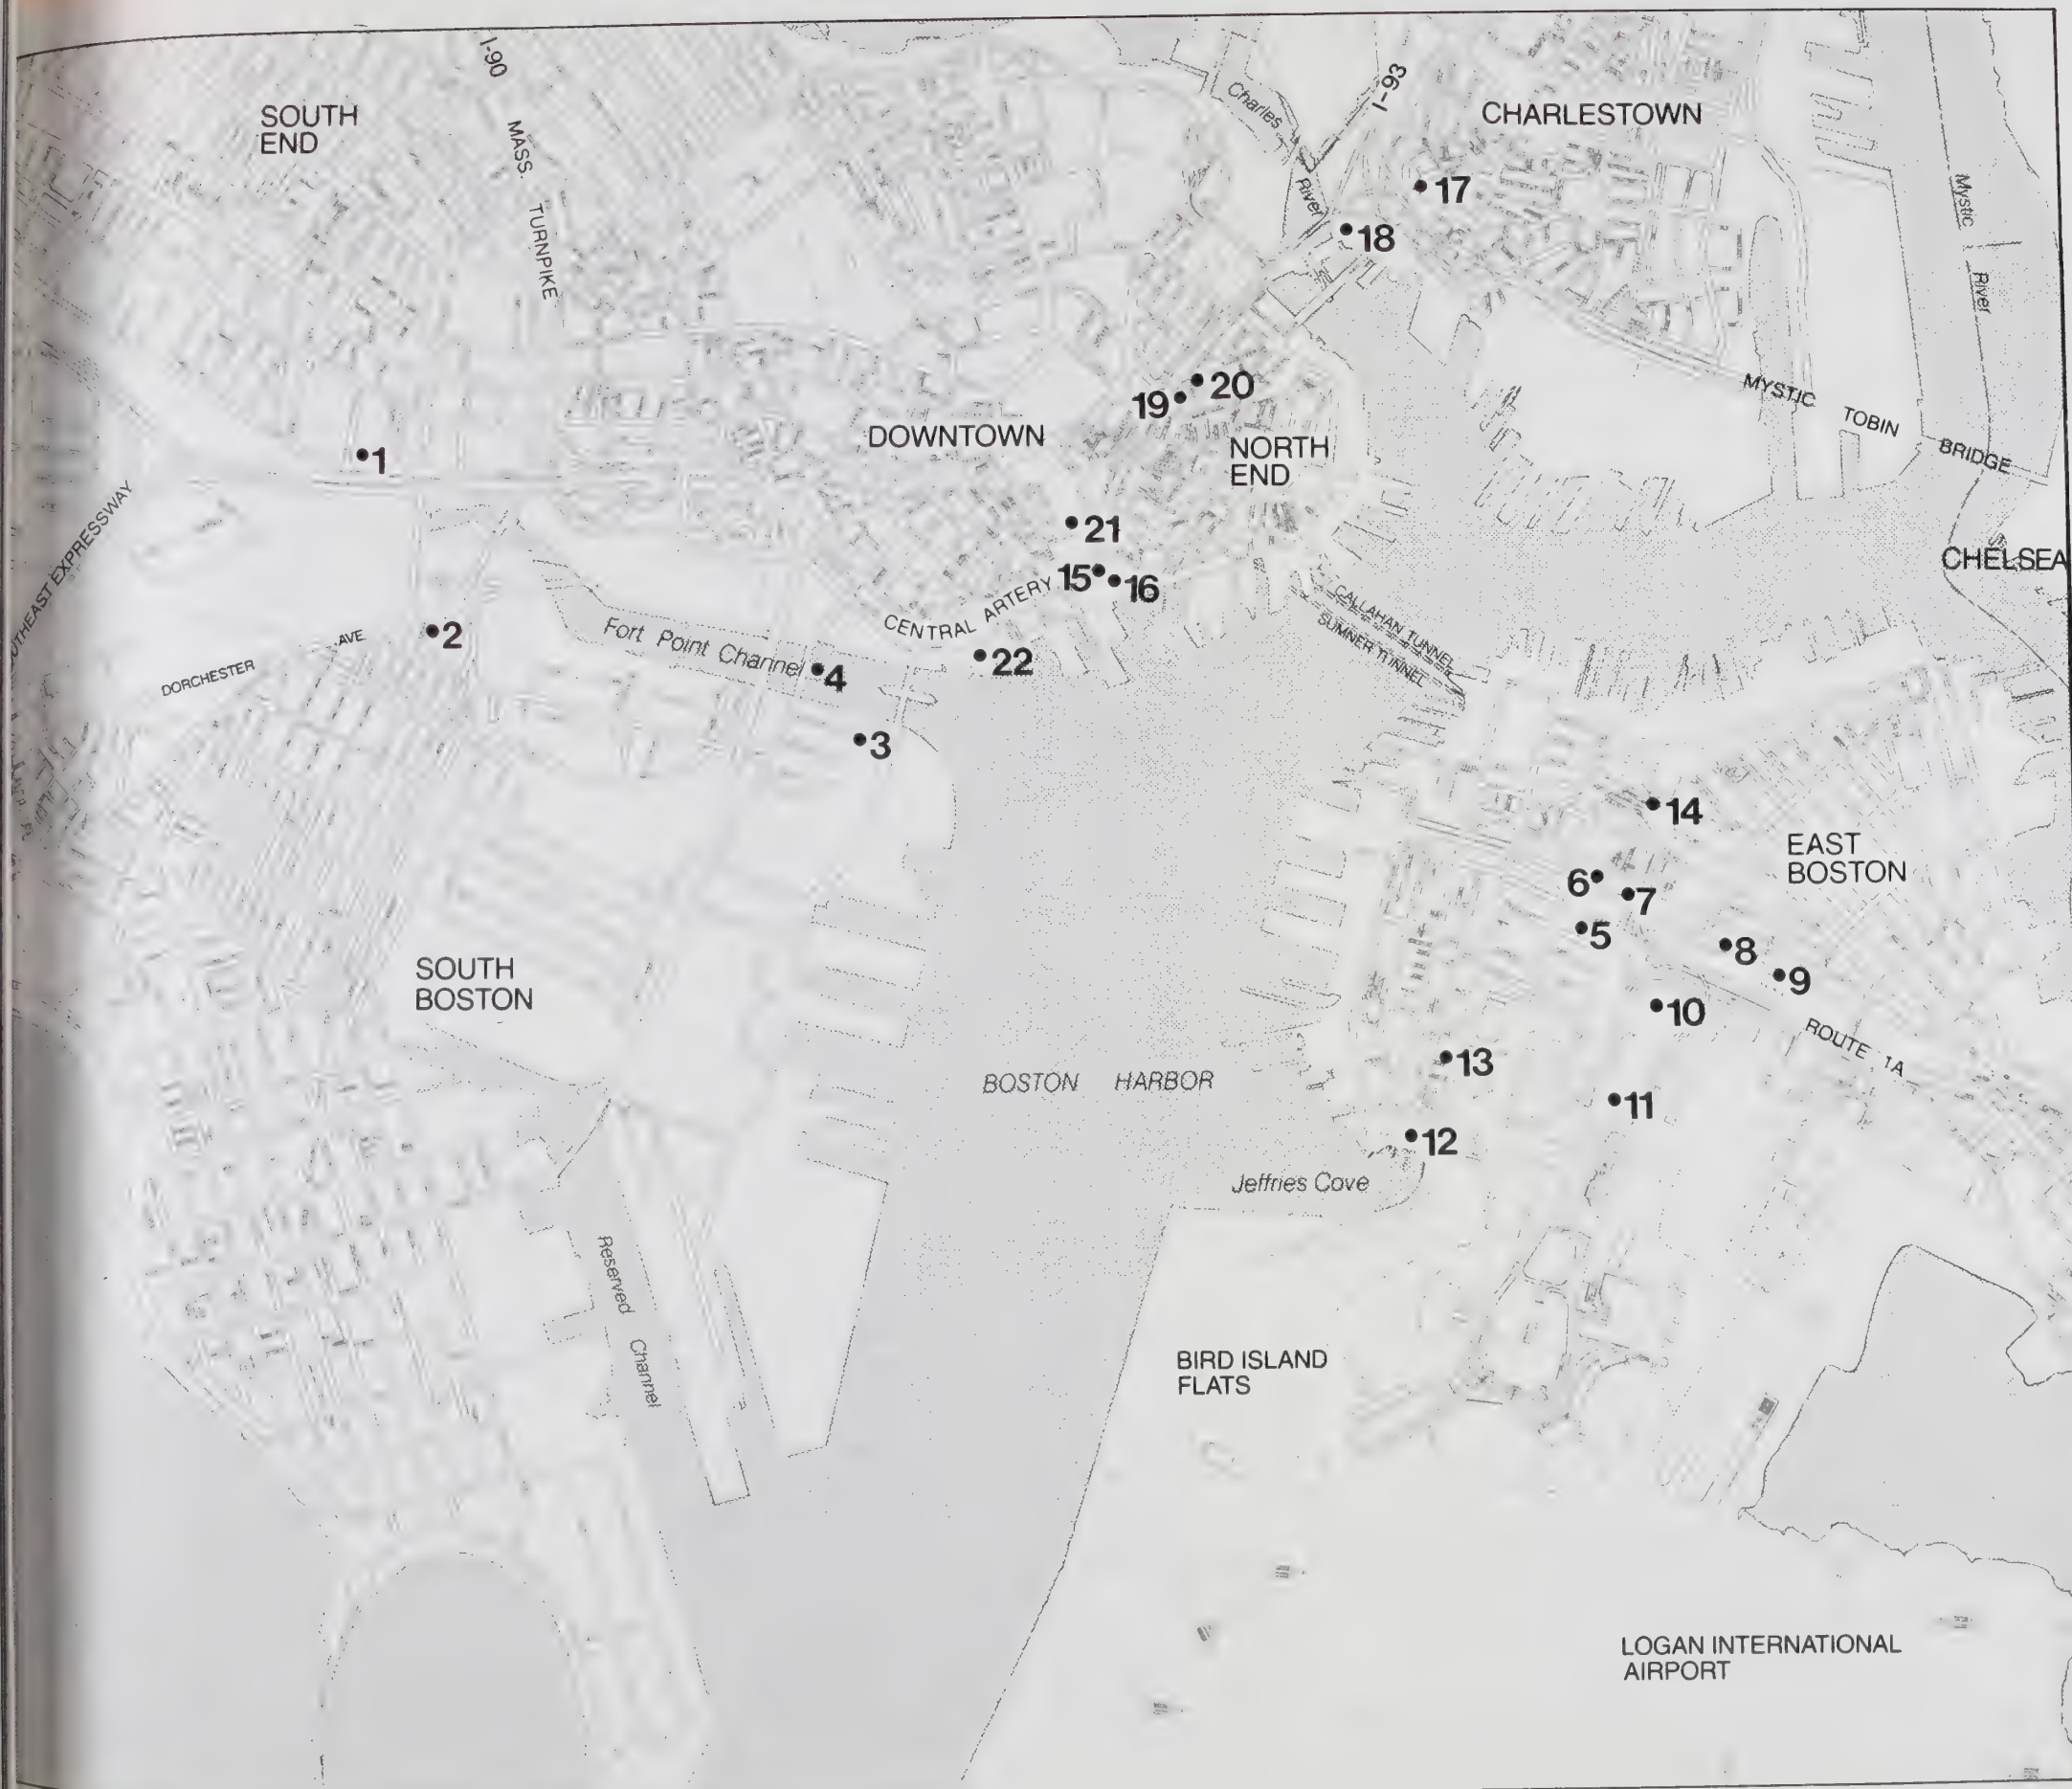 I-90
SOUTH
END
MASS. TURNPIKE
Charles
River
I-93
CHARLESTOWN
17
18
Mystic
River
19
20
DOWNTOWN
NORTH
END
MYSTIC TOBIN BRIDGE
1
21
15
16
CHELSEA
CENTRAL ARTERY
CALLAHAN TUNNEL
SUMNER TUNNEL
2
DORCHESTER AVE.
Fort Point Channel
4
22
3
14
EAST
BOSTON
6
7
5
8
9
10
ROUTE 1A
SOUTH
BOSTON
BOSTON HARBOR
13
11
12
Jeffries Cove
Reserved Channel
BIRD ISLAND
FLATS
LOGAN INTERNATIONAL
AIRPORT